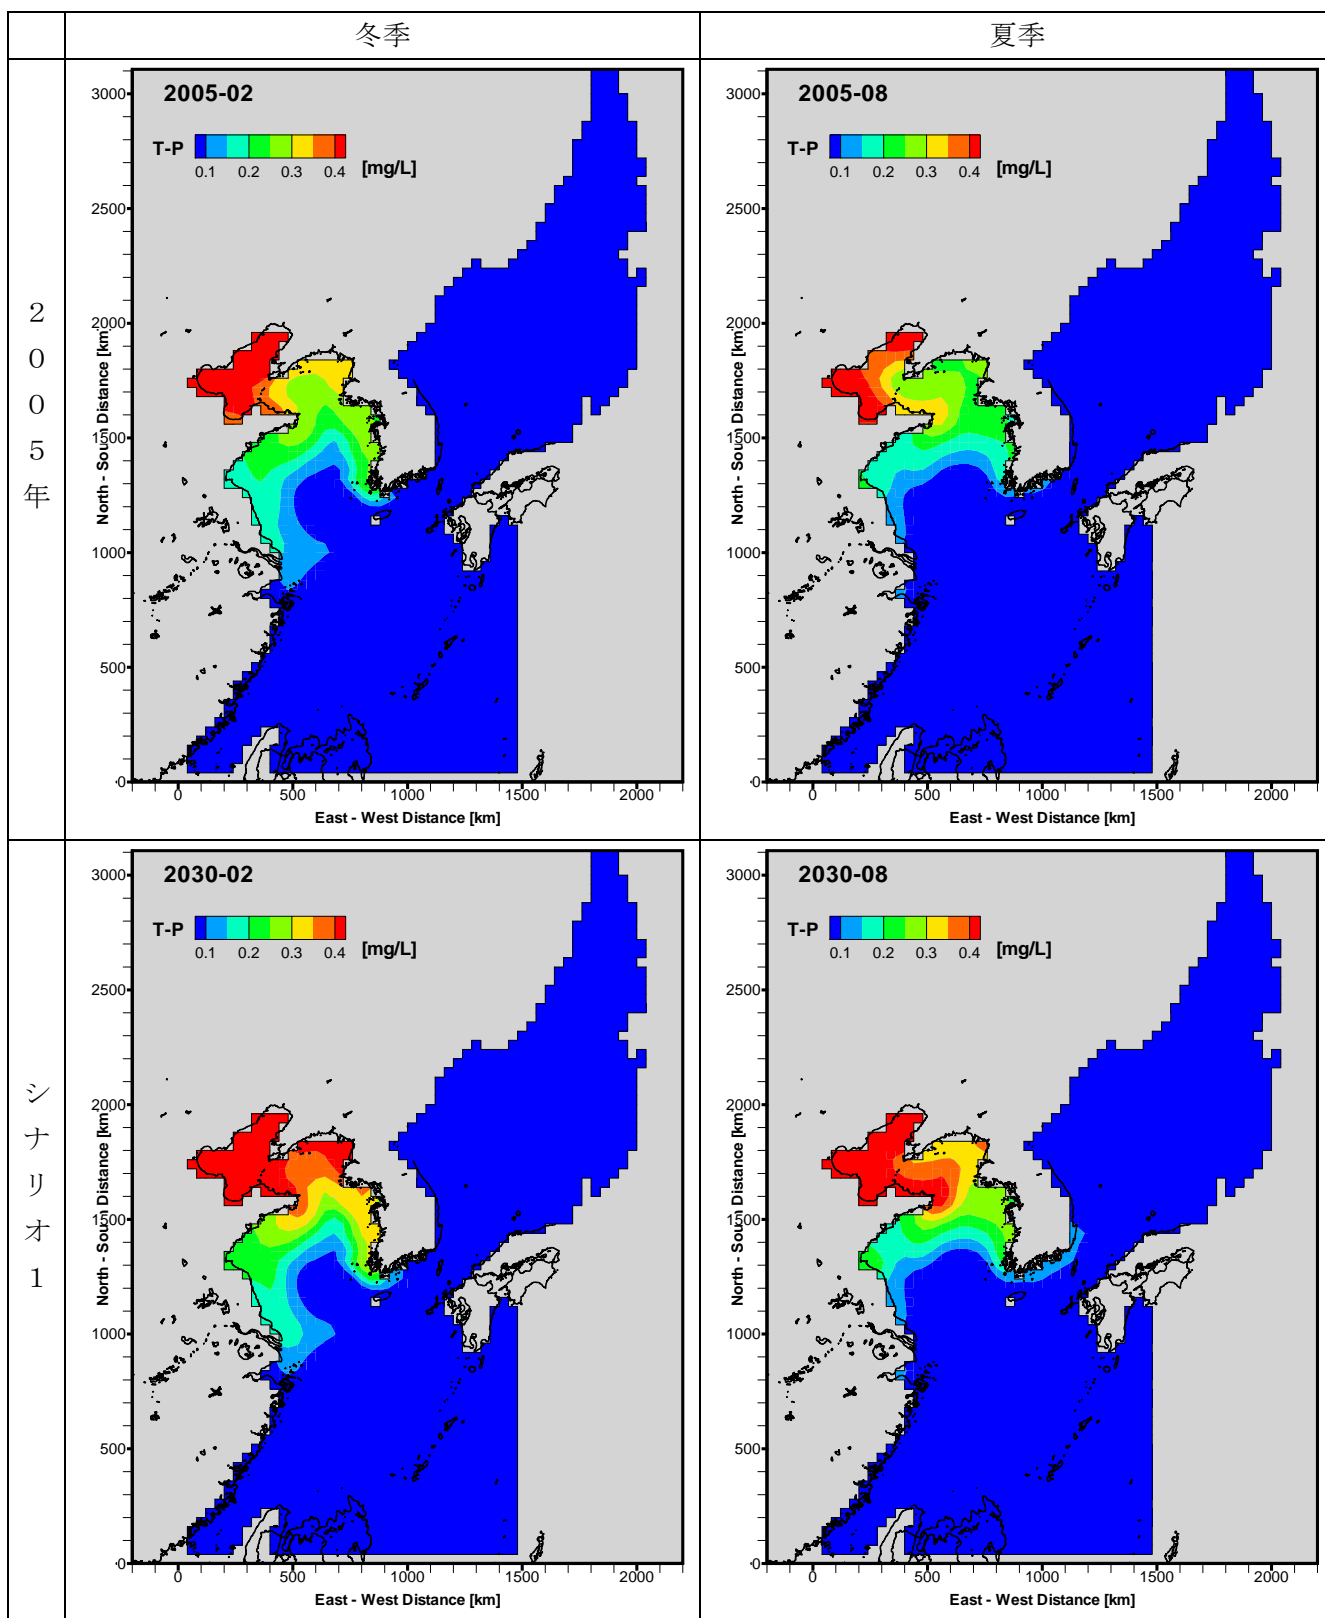 冬季
夏季
2005年
2005-02
T-P
0.1 0.2 0.3 0.4
[mg/L]
3000
2500
2000
1500
1000
500
0
North - South Distance [km]
0 500 1000 1500 2000
East - West Distance [km]
2005-08
T-P
0.1 0.2 0.3 0.4
[mg/L]
3000
2500
2000
1500
1000
500
0
North - South Distance [km]
0 500 1000 1500 2000
East - West Distance [km]
シナリオ1
2030-02
T-P
0.1 0.2 0.3 0.4
[mg/L]
3000
2500
2000
1500
1000
500
0
North - South Distance [km]
0 500 1000 1500 2000
East - West Distance [km]
2030-08
T-P
0.1 0.2 0.3 0.4
[mg/L]
3000
2500
2000
1500
1000
500
0
North - South Distance [km]
0 500 1000 1500 2000
East - West Distance [km]